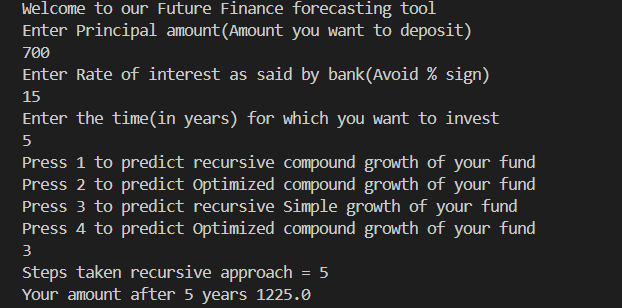 Welcome to our Future Finance forecasting tool
Enter Principal amount(Amount you want to deposit)
700
Enter Rate of interest as said by bank(Avoid % sign)
15
Enter the time(in years) for which you want to invest
5
Press 1 to predict recursive compound growth of your fund
Press 2 to predict Optimized compound growth of your fund
Press 3 to predict recursive Simple growth of your fund
Press 4 to predict Optimized compound growth of your fund
3
Steps taken recursive approach = 5
Your amount after 5 years 1225.0